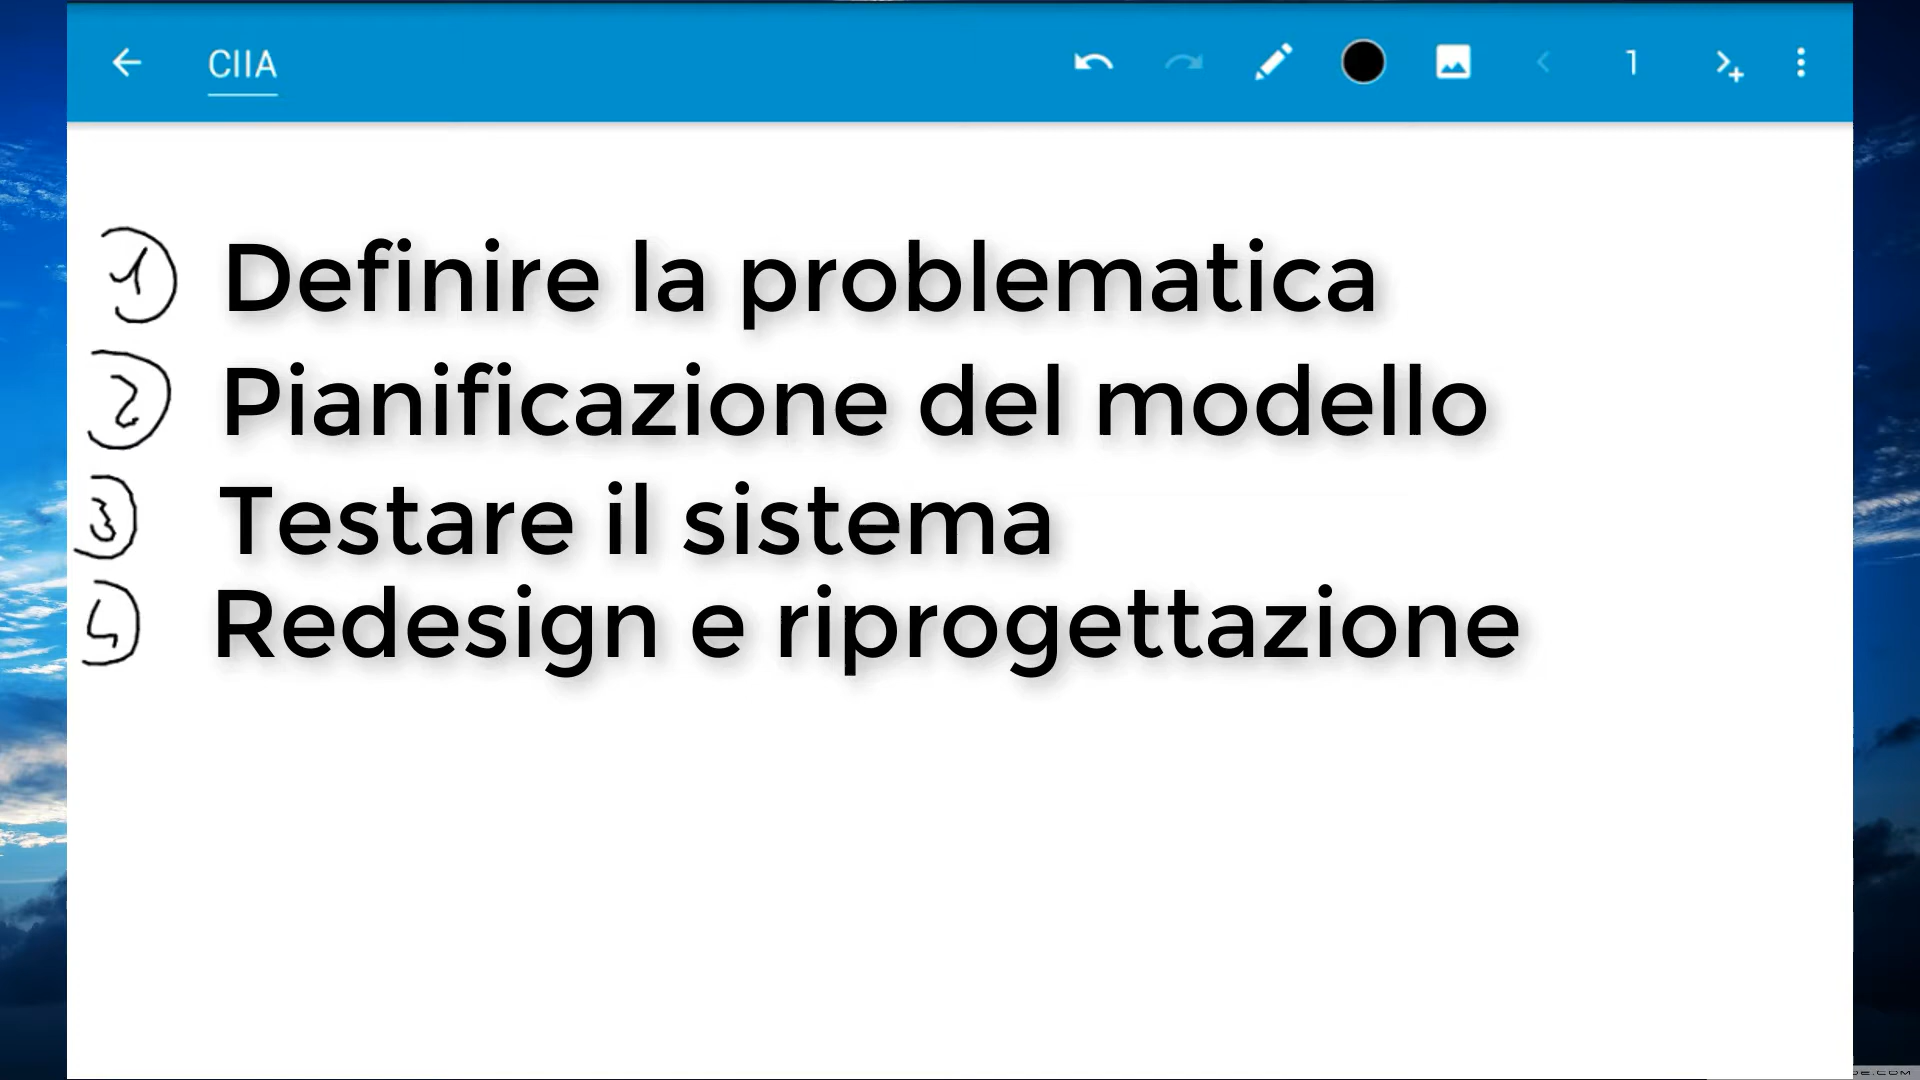 CIIA
1
1 Definire la problematica
2 Pianificazione del modello
3 Testare il sistema
4 Redesign e riprogettazione